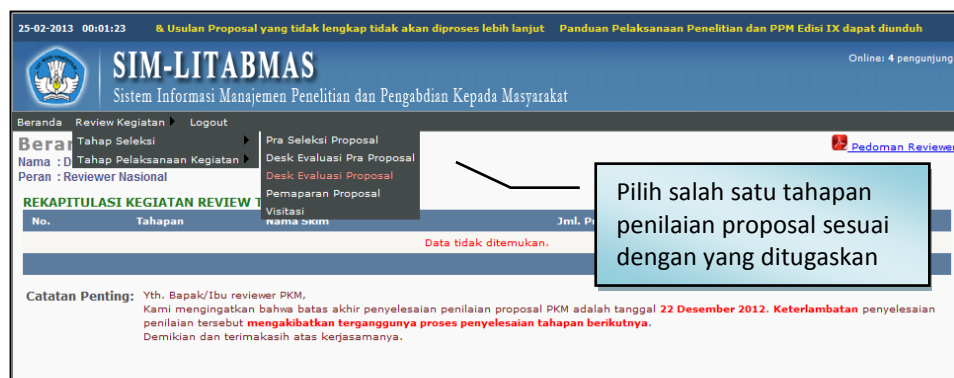 25-02-2013 00:01:23 & Usulan Proposal yang tidak lengkap tidak akan diproses lebih lanjut Panduan Pelaksanaan Penelitian dan PPM Edisi IX dapat diunduh
SIM-LITABMAS
Online: 4 pengunjung
Sistem Informasi Manajemen Penelitian dan Pengabdian Kepada Masyarakat
Beranda Review Kegiatan Logout
Tahap Seleksi
Tahap Pelaksanaan Kegiatan
Pra Seleksi Proposal
Desk Evaluasi Pra Proposal
Desk Evaluasi Proposal
Pemaparan Proposal
Visitasi
Pedoman Reviewer
Nama : D
Peran : Reviewer Nasional
REKAPITULASI KEGIATAN REVIEW
No. Tahapan Nama Skim Jml.
Data tidak ditemukan.
Pilih salah satu tahapan
penilaian proposal sesuai
dengan yang ditugaskan
Catatan Penting: Yth. Bapak/Ibu reviewer PKM,
Kami mengingatkan bahwa batas akhir penyelesaian penilaian proposal PKM adalah tanggal 22 Desember 2012. Keterlambatan penyelesaian
penilaian tersebut mengakibatkan terganggunya proses penyelesaian tahapan berikutnya.
Demikian dan terimakasih atas kerjasamanya.